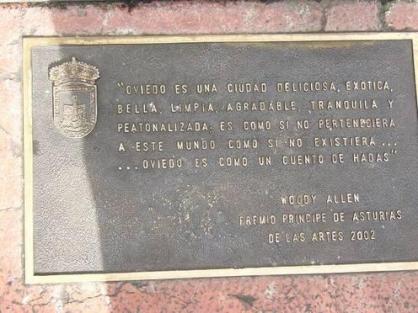 "OVIEDO ES UNA CIUDAD DELICIOSA, EXOTICA,
BELLA, LIMPIA, AGRADABLE, TRANQUILA Y
PEATONALIZADA. ES COMO SI NO PERTENECIERA
A ESTE MUNDO COMO SI NO EXISTIERA...
...OVIEDO ES COMO UN CUENTO DE HADAS"
WOODY ALLEN
PREMIO PRINCIPE DE ASTURIAS
DE LAS ARTES 2002